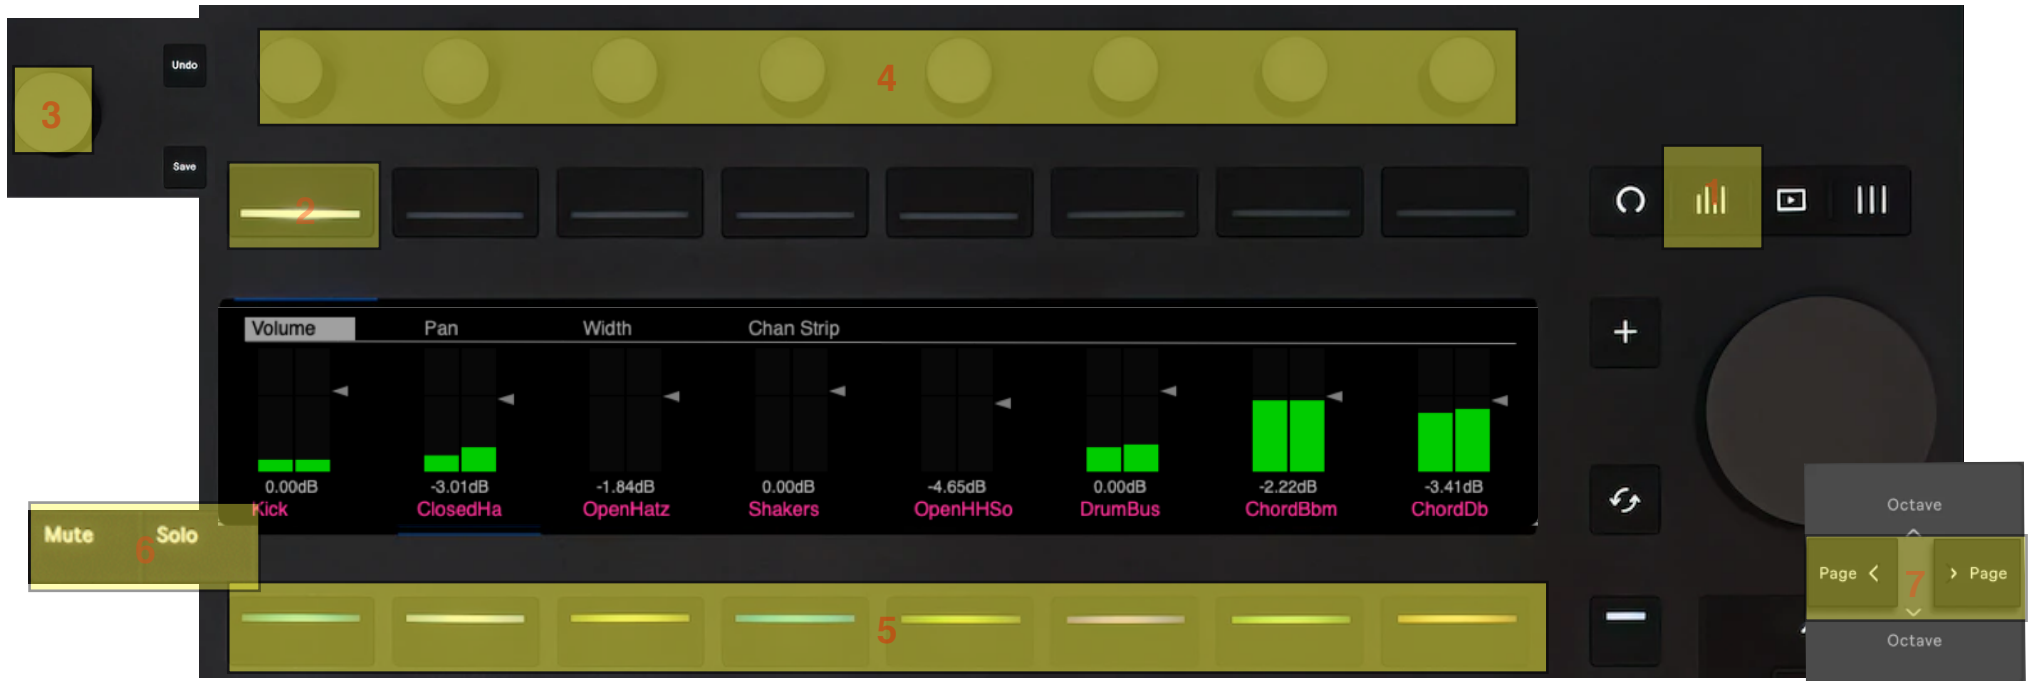 Undo
3
4
Save
2
1
Volume Pan Width Chan Strip
0.00dB -3.01dB -1.84dB 0.00dB -4.65dB 0.00dB -2.22dB -3.41dB
Kick ClosedHa OpenHatz Shakers OpenHHSo DrumBus ChordBbm ChordDb
Octave
Mute 6 Solo
Page < 7 > Page
5
Octave